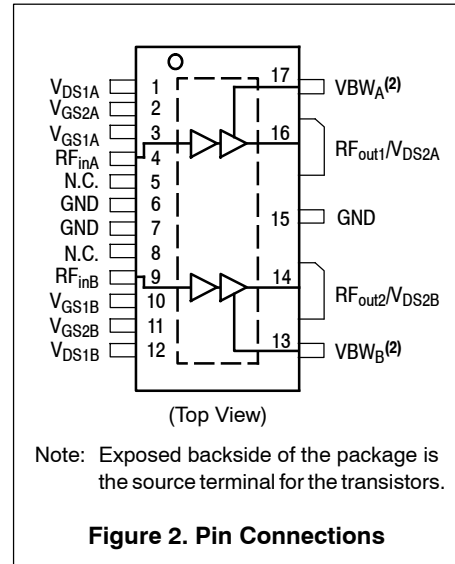 V_DS1A 1 17 VBW_A(2)
V_GS2A 2
V_GS1A 3 16 RF_out1/V_DS2A
RF_inA 4
N.C. 5
GND 6 15 GND
GND 7
N.C. 8
RF_inB 9 14 RF_out2/V_DS2B
V_GS1B 10
V_GS2B 11 13 VBW_B(2)
V_DS1B 12
(Top View)
Note: Exposed backside of the package is
the source terminal for the transistors.
Figure 2. Pin Connections